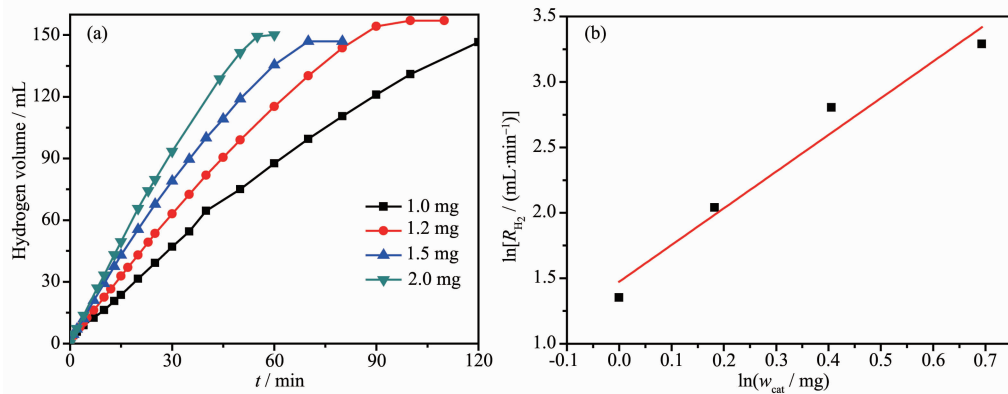 (a)
Hydrogen volume / mL
150
120
90
60
30
0
0 30 60 90 120
t / min
1.0 mg
1.2 mg
1.5 mg
2.0 mg
(b)
ln[R_H₂ / (mL·min⁻¹)]
3.5
3.0
2.5
2.0
1.5
1.0
-0.1 0.0 0.1 0.2 0.3 0.4 0.5 0.6 0.7
ln(w_cat / mg)